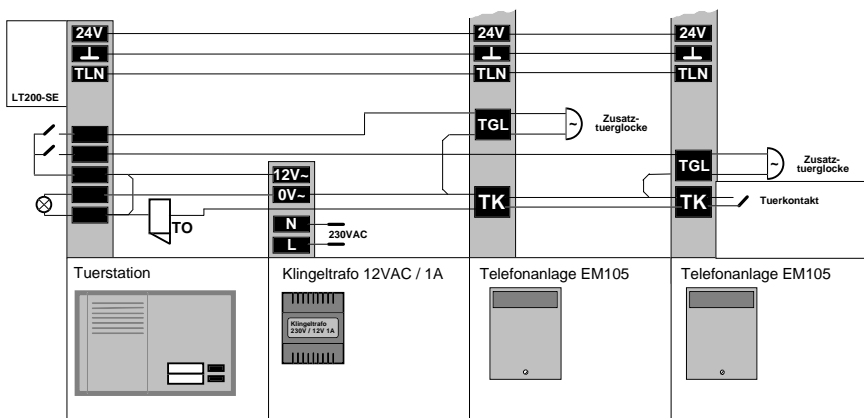 24V
24V
24V
TLN
TLN
TLN
LT200-SE
TGL
Zusatz-
tuerglocke
TGL
Zusatz-
tuerglocke
12V~
0V~
TK
TK
Tuerkontakt
TO
N
230VAC
L
Tuerstation
Klingeltrafo 12VAC / 1A
Telefonanlage EM105
Telefonanlage EM105
Klingeltrafo
230V / 12V 1A